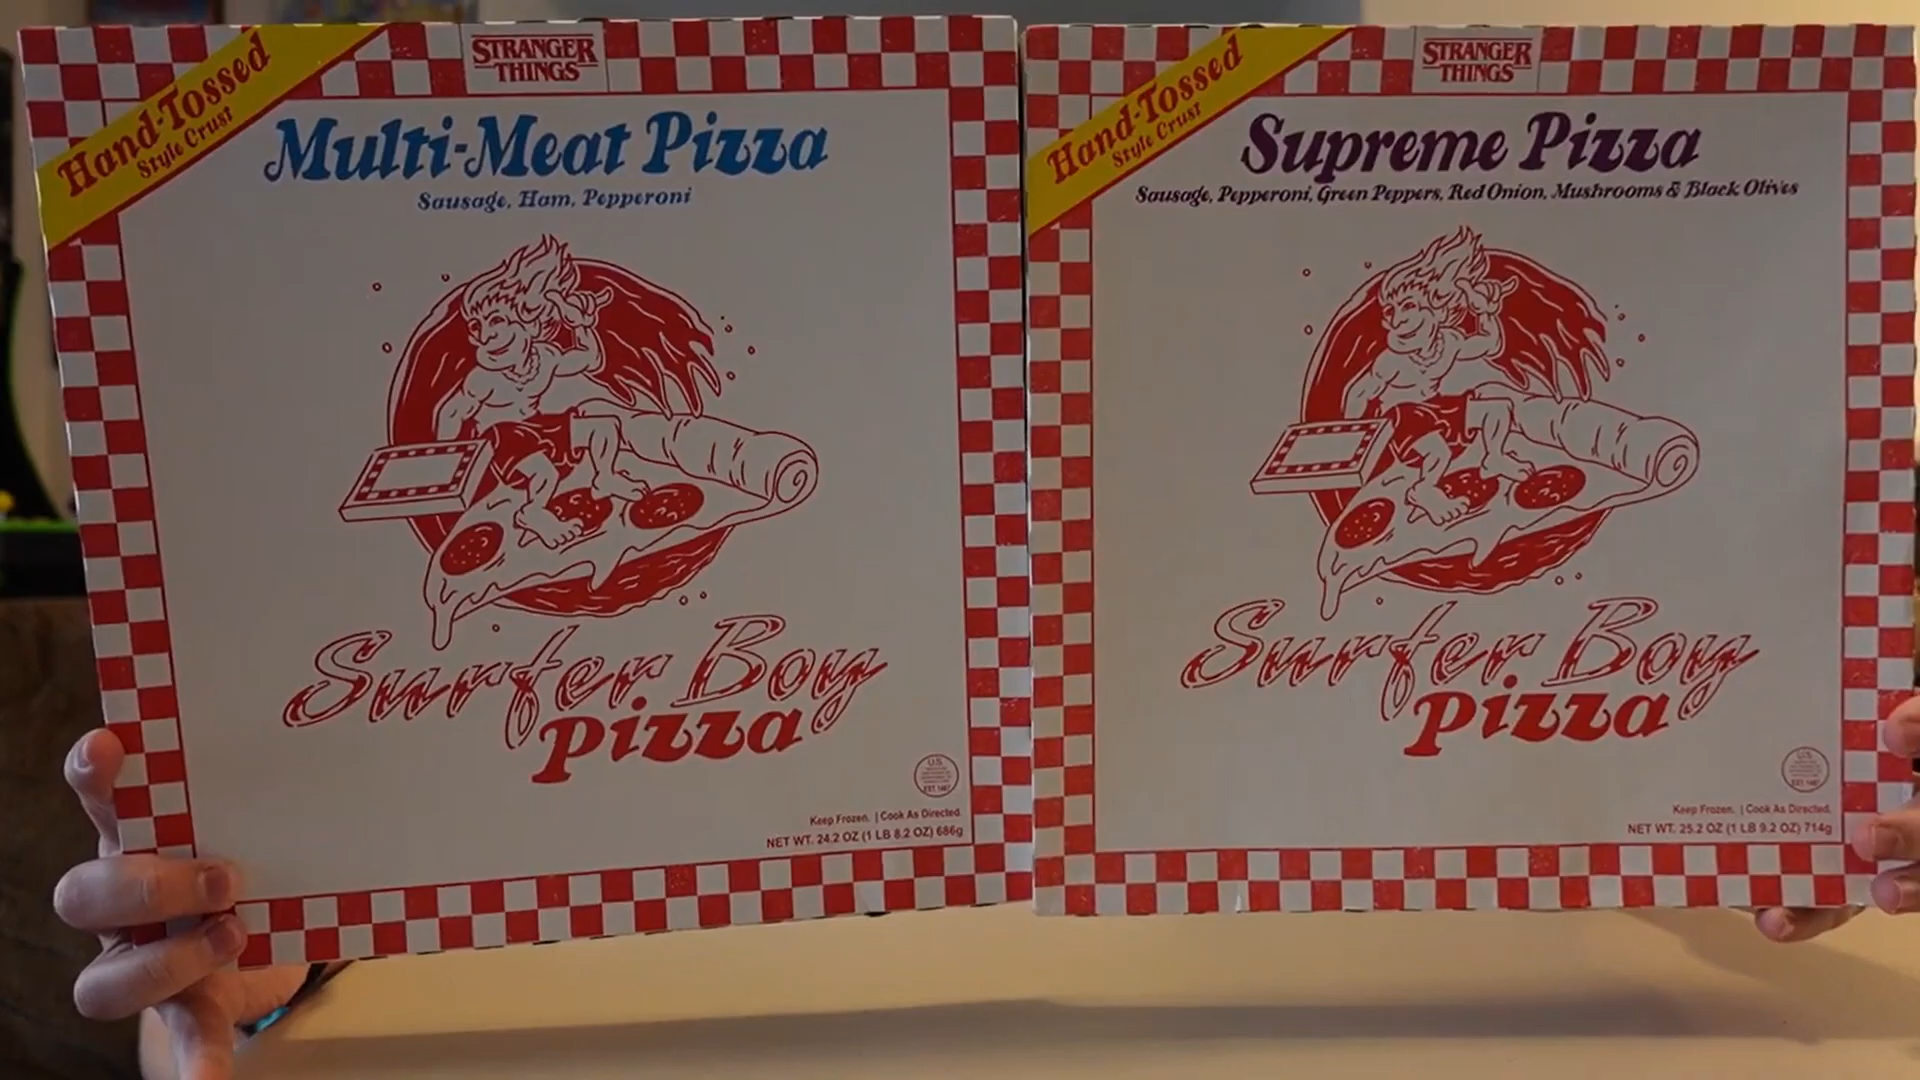 STRANGER
THINGS
Hand-Tossed
Style Crust
Multi-Meat Pizza
Sausage, Ham, Pepperoni
Surfer Boy
Pizza
U.S.
Keep Frozen. | Cook As Directed.
NET WT. 24.2 OZ (1 LB 8.2 OZ) 686g
STRANGER
THINGS
Hand-Tossed
Style Crust
Supreme Pizza
Sausage, Pepperoni, Green Peppers, Red Onion, Mushrooms & Black Olives
Surfer Boy
Pizza
U.S.
Keep Frozen. | Cook As Directed.
NET WT. 25.2 OZ (1 LB 9.2 OZ) 714g